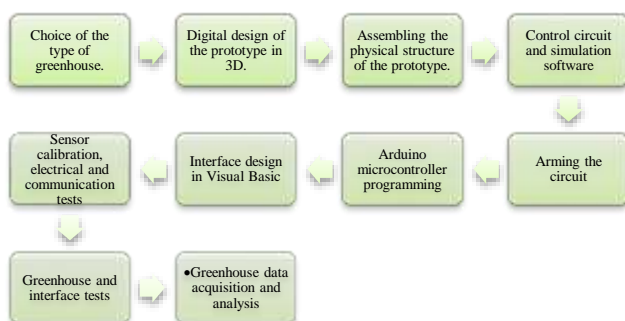 Choice of the
type of
greenhouse.
Digital design of
the prototype in
3D.
Assembling the
physical structure
of the prototype.
Control circuit
and simulation
software
Arming the
circuit
Arduino
microcontroller
programming
Interface design
in Visual Basic
Sensor
calibration,
electrical and
communication
tests
Greenhouse and
interface tests
•Greenhouse data
acquisition and
analysis